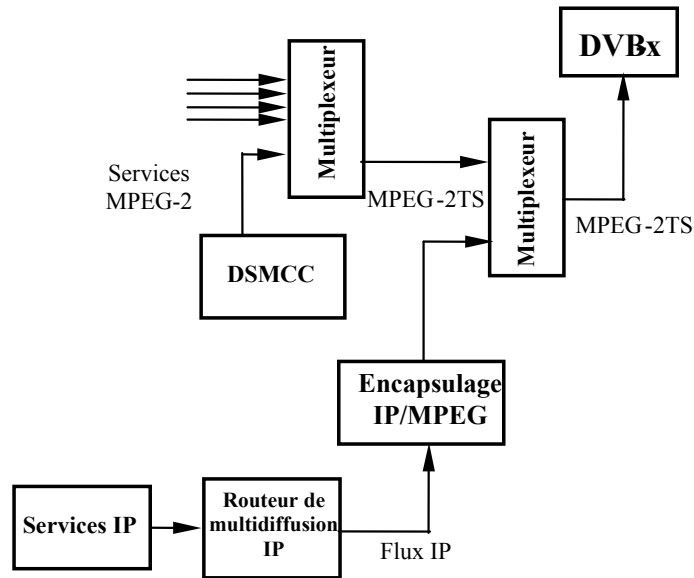 DVBx
Multiplexeur
Multiplexeur
Services
MPEG-2
MPEG-2TS
MPEG-2TS
DSMCC
Encapsulage
IP/MPEG
Services IP
Routeur de
multidiffusion
IP
Flux IP